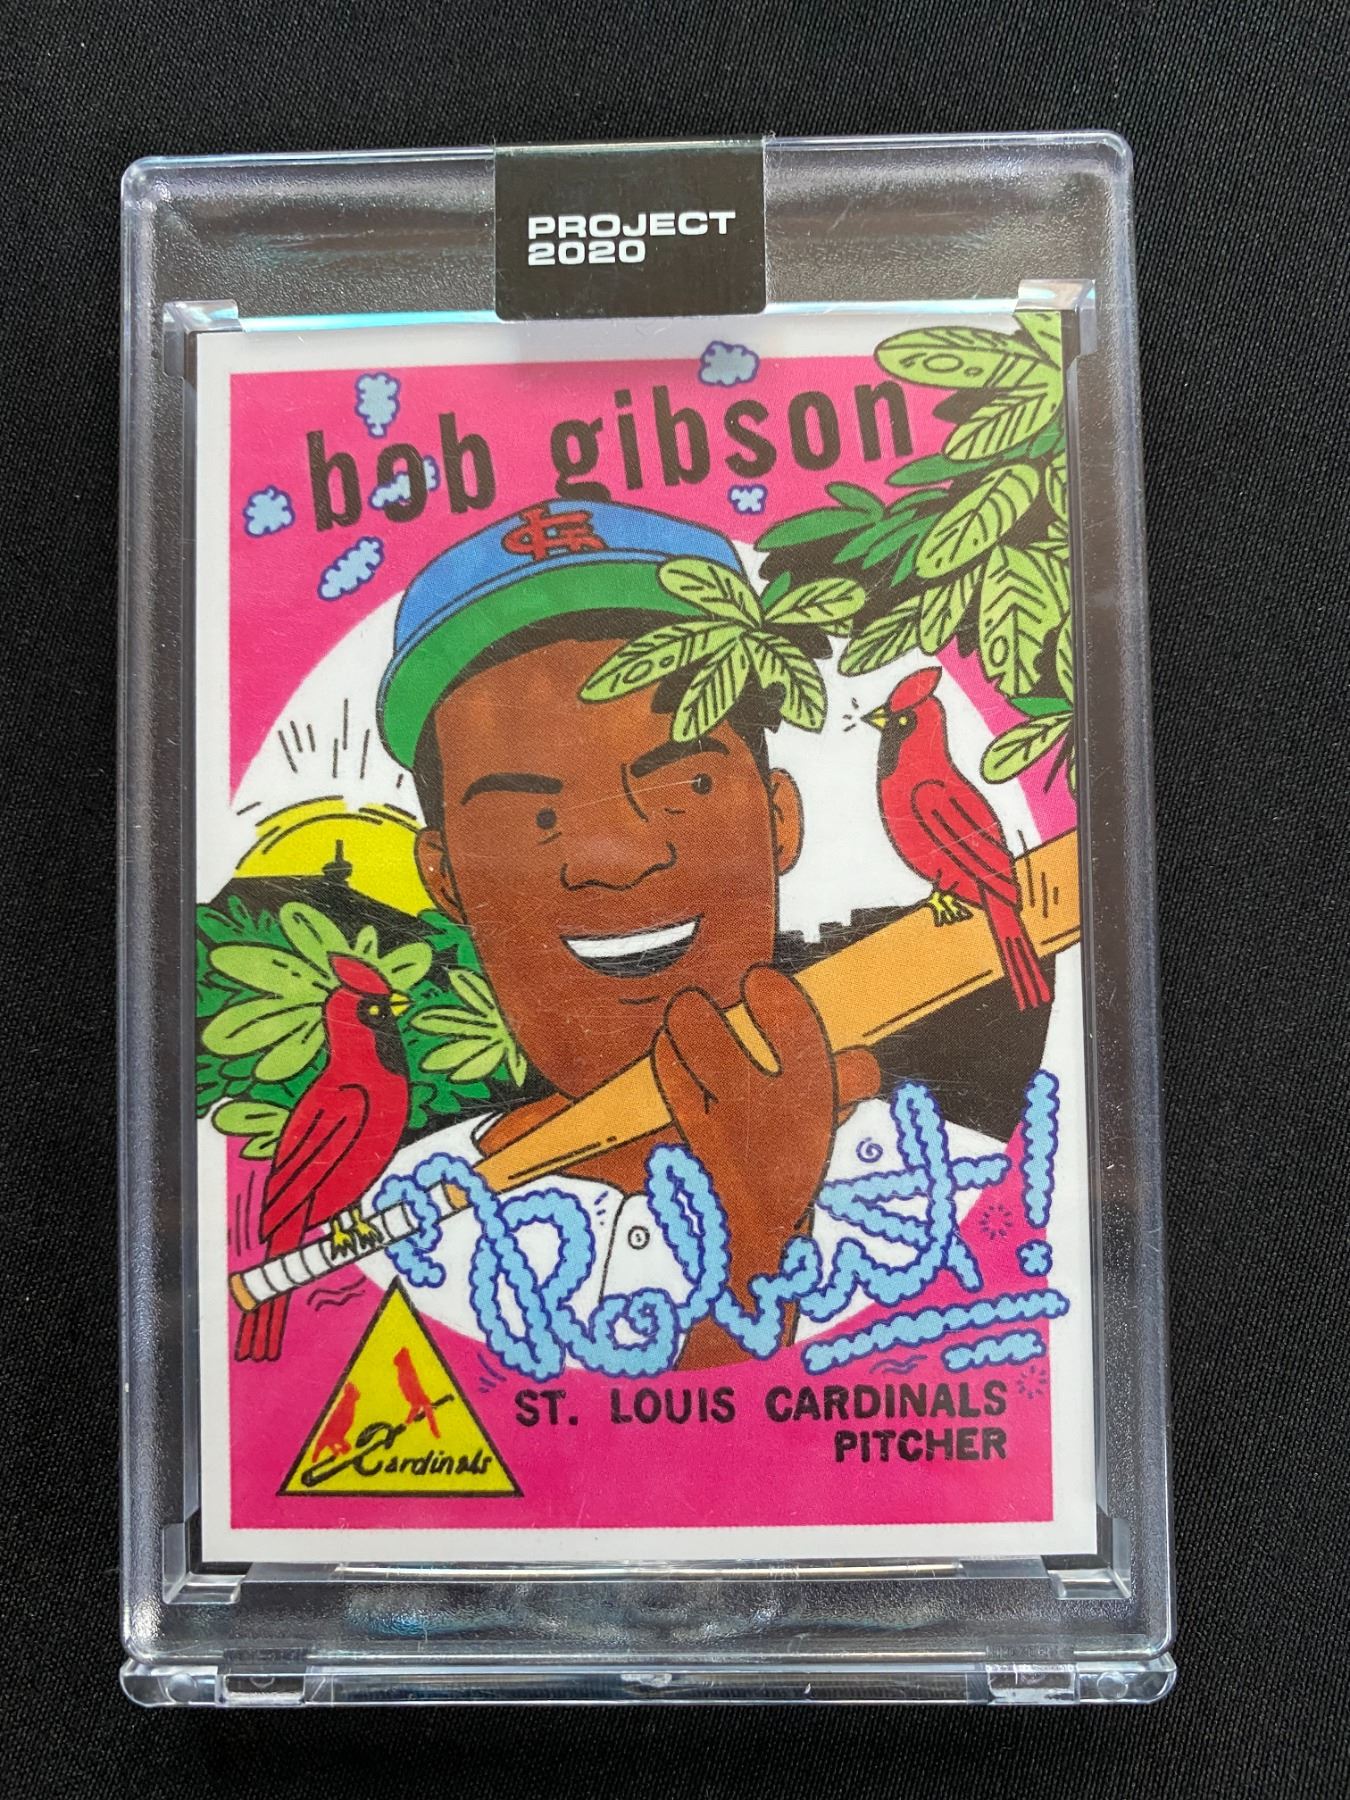 PROJECT
2020
bob gibson
Robert!
ST. LOUIS CARDINALS
PITCHER
Cardinals